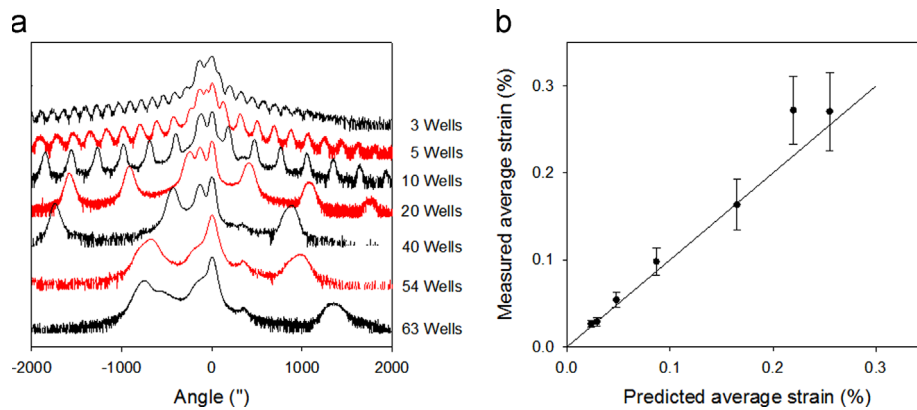 a
3 Wells
5 Wells
10 Wells
20 Wells
40 Wells
54 Wells
63 Wells
-2000 -1000 0 1000 2000
Angle (")
b
Measured average strain (%)
0.3
0.2
0.1
0.0
0.0 0.1 0.2 0.3
Predicted average strain (%)